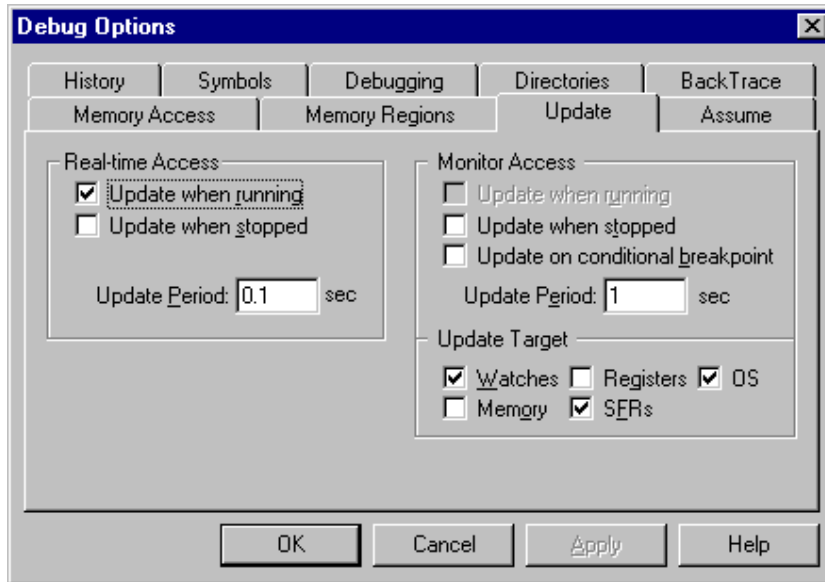 Debug Options
History Symbols Debugging Directories BackTrace
Memory Access Memory Regions Update Assume
Real-time Access
Update when running
Update when stopped
Update Period: 0.1 sec
Monitor Access
Update when running
Update when stopped
Update on conditional breakpoint
Update Period: 1 sec
Update Target
Watches Registers OS
Memory SFRs
OK Cancel Apply Help